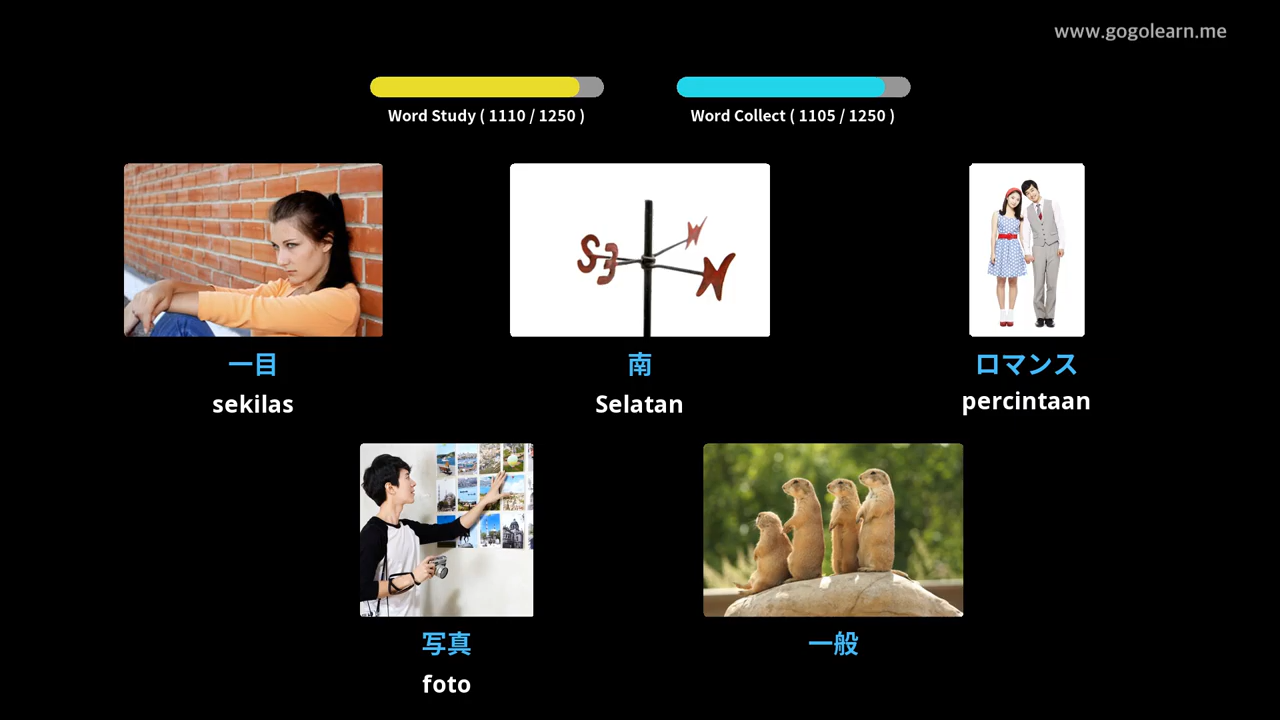 www.gogolearn.me
Word Study ( 1110 / 1250 )
Word Collect ( 1105 / 1250 )
S 3 W N
一目
sekilas
南
Selatan
ロマンス
percintaan
写真
foto
一般